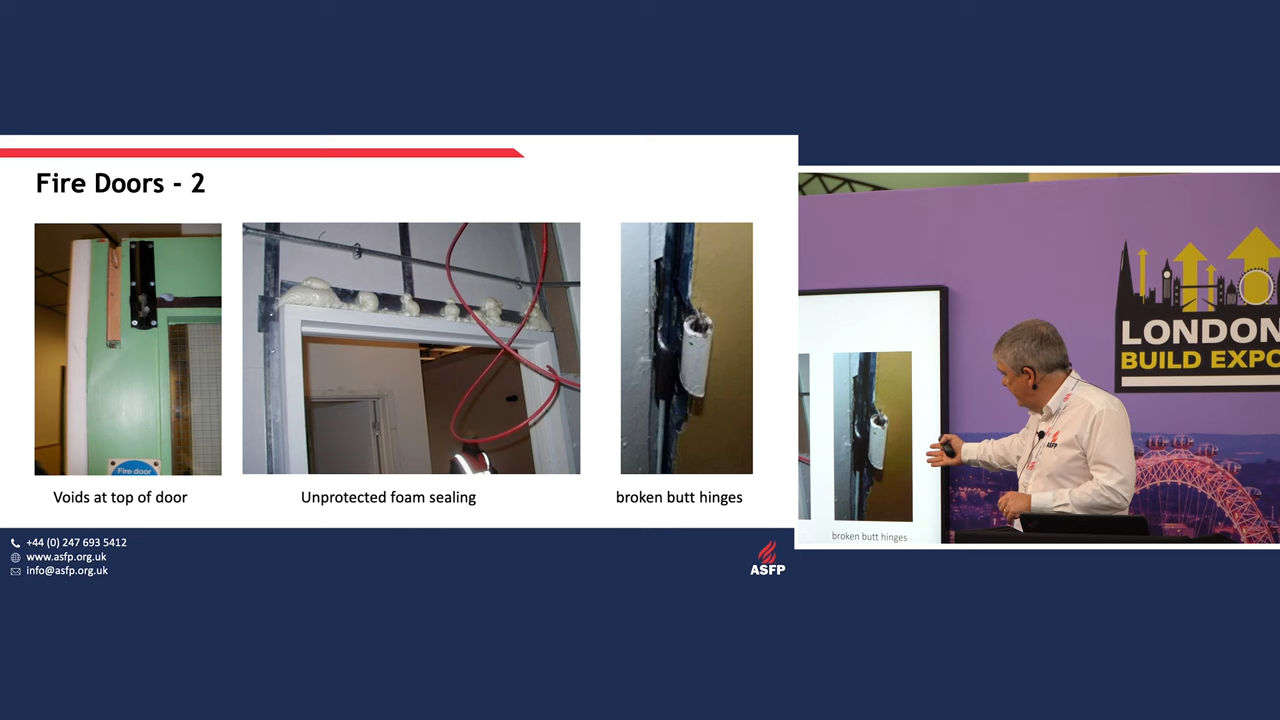 Fire Doors - 2
Fire door
Voids at top of door
Unprotected foam sealing
broken butt hinges
+44 (0) 247 693 5412
www.asfp.org.uk
info@asfp.org.uk
ASFP
LONDON
BUILD EXPO
ASFP
broken butt hinges